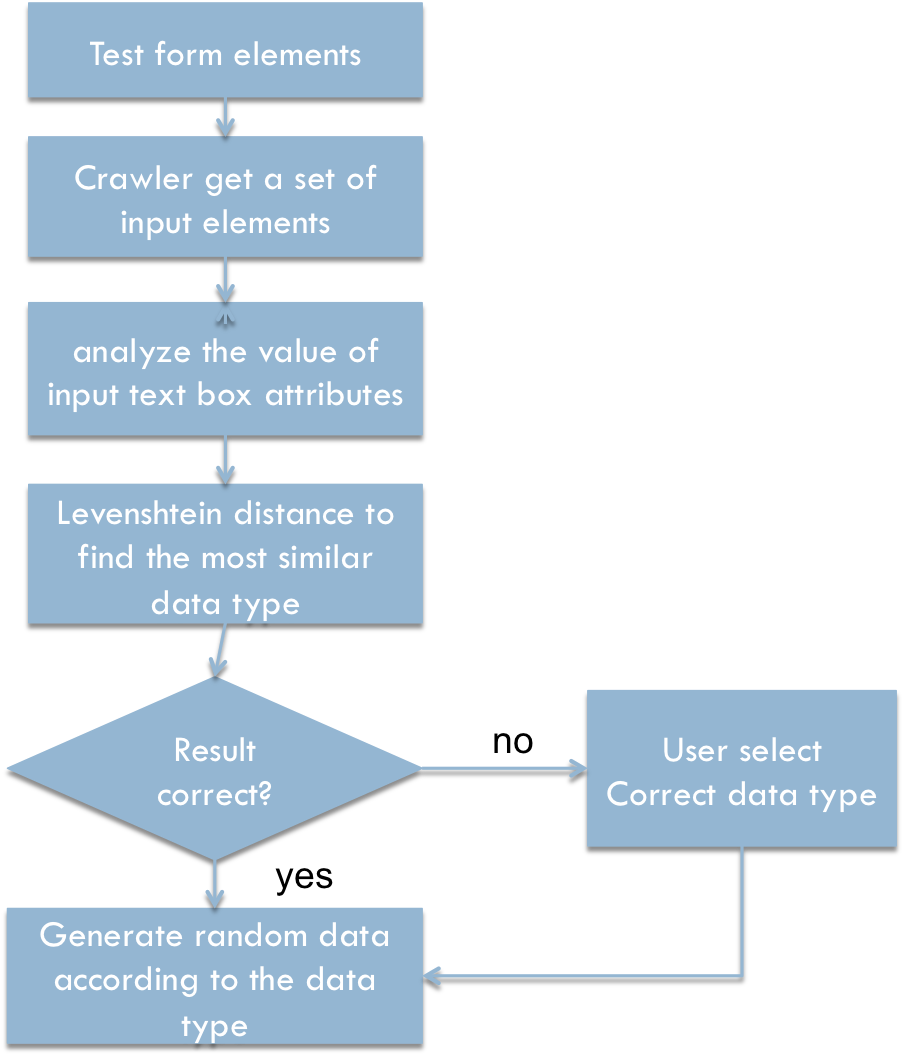 Test form elements
Crawler get a set of
input elements
analyze the value of
input text box attributes
Levenshtein distance to
find the most similar
data type
Result
correct?
no
User select
Correct data type
yes
Generate random data
according to the data
type